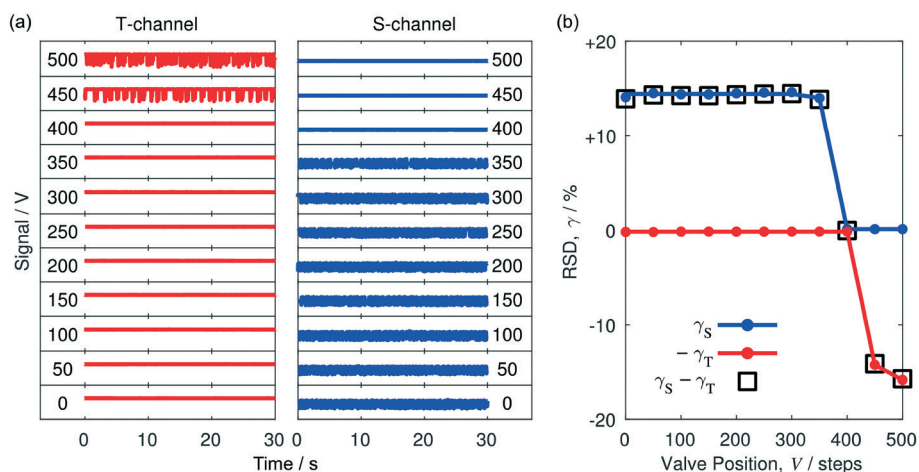 (a)
T-channel
S-channel
500
500
450
450
400
400
350
350
300
300
250
250
200
200
150
150
100
100
50
50
0
0
Signal / V
0 10 20 30
0 10 20 30
Time / s
(b)
+20
+10
0
-10
-20
RSD, γ / %
γS
− γT
γS − γT
0 100 200 300 400 500
Valve Position, V / steps